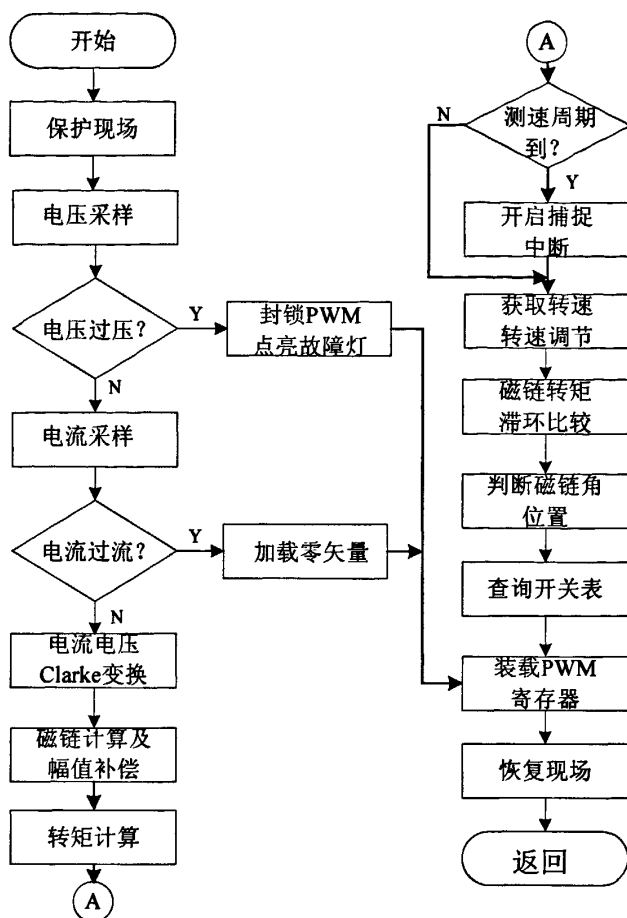 开始
保护现场
电压采样
电压过压?
Y
N
封锁PWM
点亮故障灯
电流采样
电流过流?
Y
N
加载零矢量
电流电压
Clarke变换
磁链计算及
幅值补偿
转矩计算
A
A
测速周期
到?
N
Y
开启捕捉
中断
获取转速
转速调节
磁链转矩
滞环比较
判断磁链角
位置
查询开关表
装载PWM
寄存器
恢复现场
返回